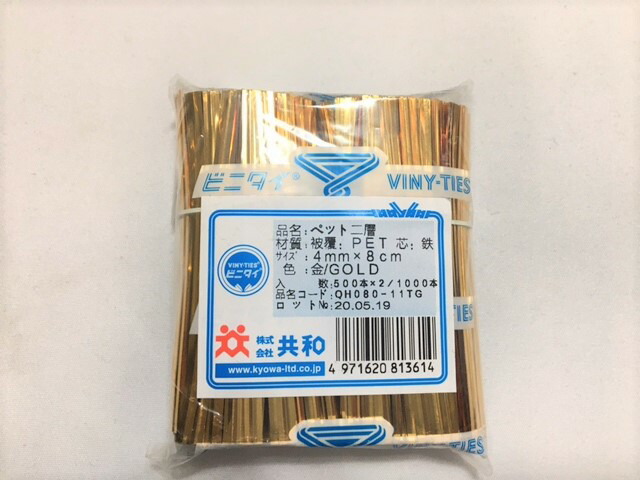 ビニタイ VINY-TIES
品名:ペット二層
材質:被覆:PET 芯:鉄
サイズ:4mm×8cm
色:金/GOLD
入 数:500本×2/1000本
品名コード:QH080-11TG
ロット№:20.05.19
VINY-TIES
ビニタイ
株式会社 共和
www.kyowa-ltd.co.jp
4 971620 813614
VINY-TIES